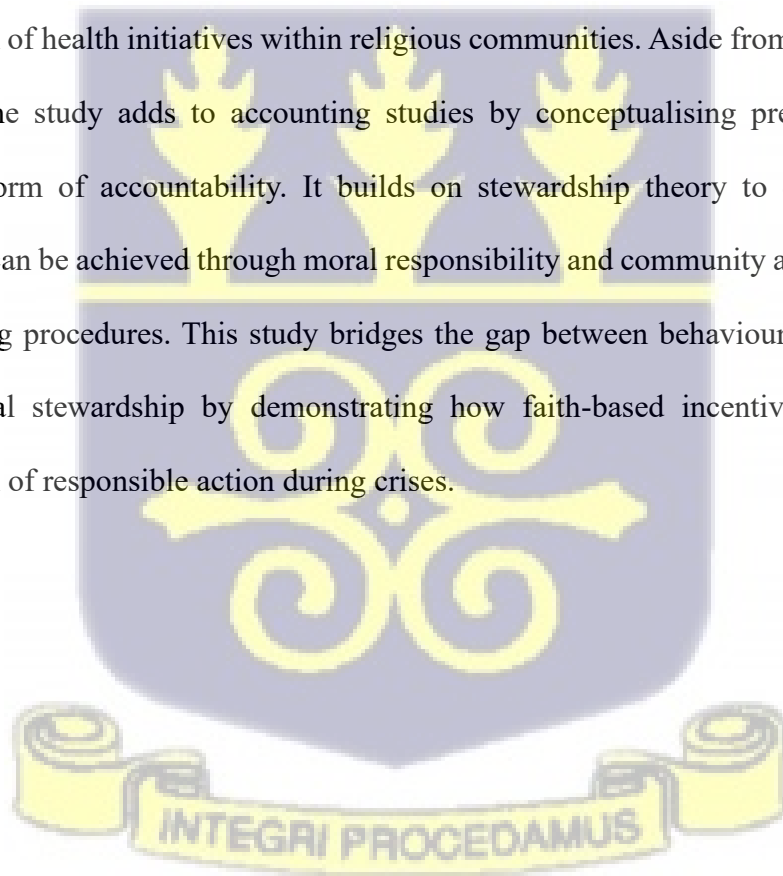 of health initiatives within religious communities. Aside from
ne study adds to accounting studies by conceptualising pre
orm of accountability. It builds on stewardship theory to
an be achieved through moral responsibility and community a
g procedures. This study bridges the gap between behaviour
al stewardship by demonstrating how faith-based incentiv
of responsible action during crises.
INTEGRI PROCEDAMUS